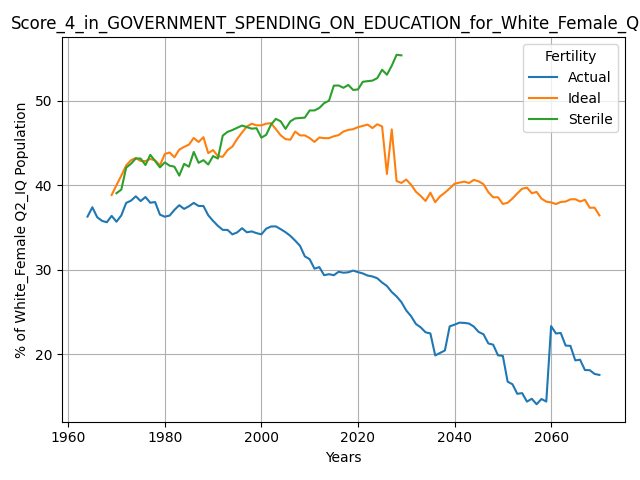 Score_4_in_GOVERNMENT_SPENDING_ON_EDUCATION_for_White_Female_Q
% of White_Female Q2_IQ Population
50
40
30
20
Fertility
Actual
Ideal
Sterile
1960
1980
2000
2020
2040
2060
Years